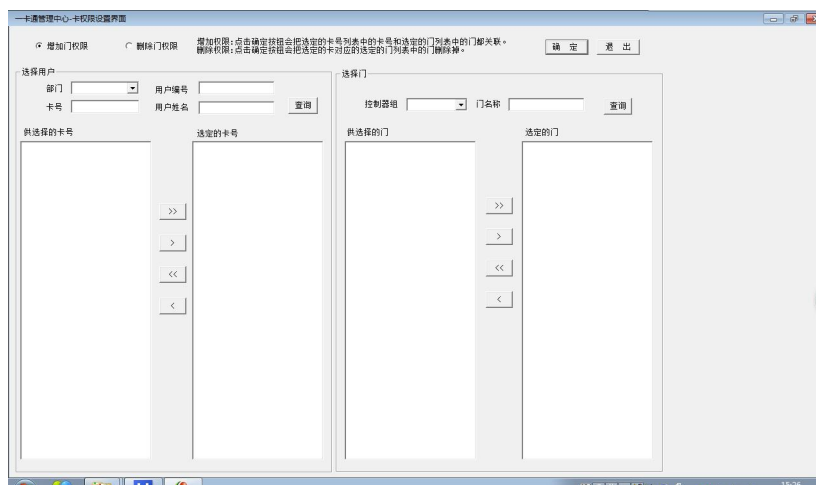 一卡通管理中心-卡权限设置界面
增加门权限
删除门权限
增加权限:点击确定按钮会把选定的卡号列表中的卡号和选定的门列表中的门都关联。
删除权限:点击确定按钮会把选定的卡对应的选定的门列表中的门删除掉。
确 定
退 出
选择用户
部门
用户编号
卡号
用户姓名
查询
供选择的卡号
选定的卡号
>>
>
<<
<
选择门
控制器组
门名称
查询
供选择的门
选定的门
>>
>
<<
<
15:26